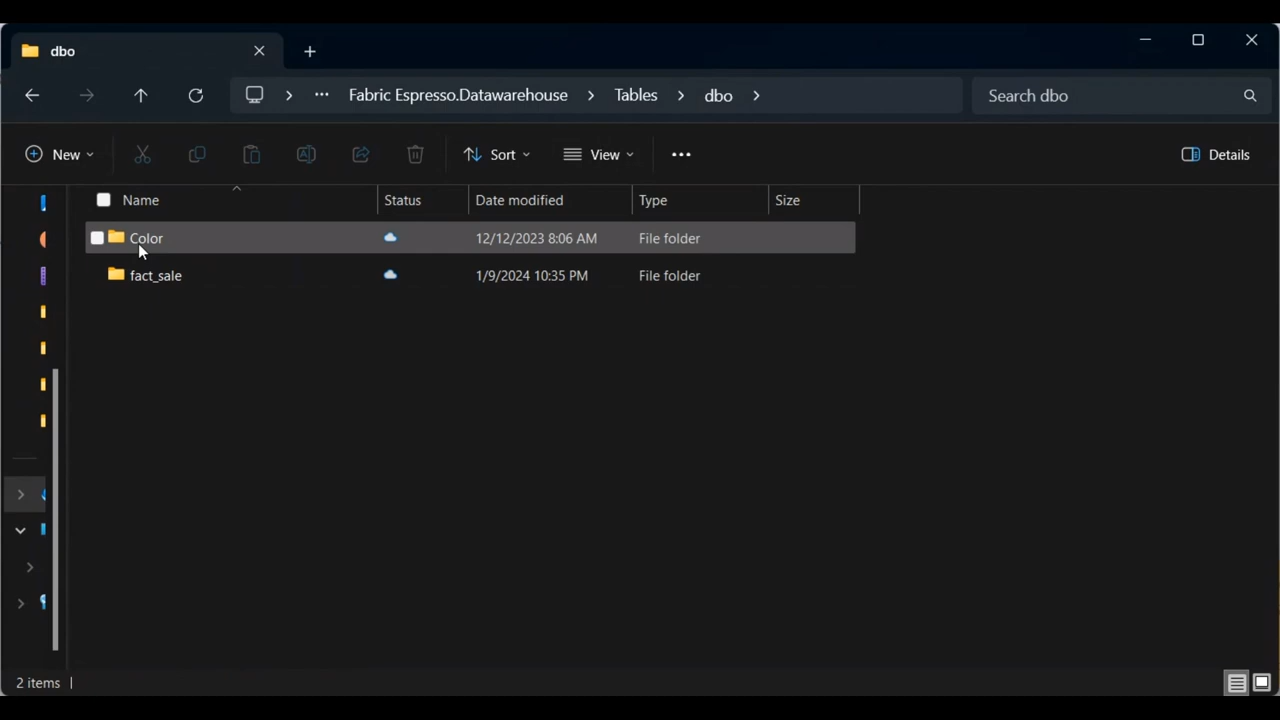 dbo
Fabric Espresso.Datawarehouse Tables dbo Search dbo
New Sort View Details
Name Status Date modified Type Size
Color 12/12/2023 8:06 AM File folder
fact_sale 1/9/2024 10:35 PM File folder
2 items